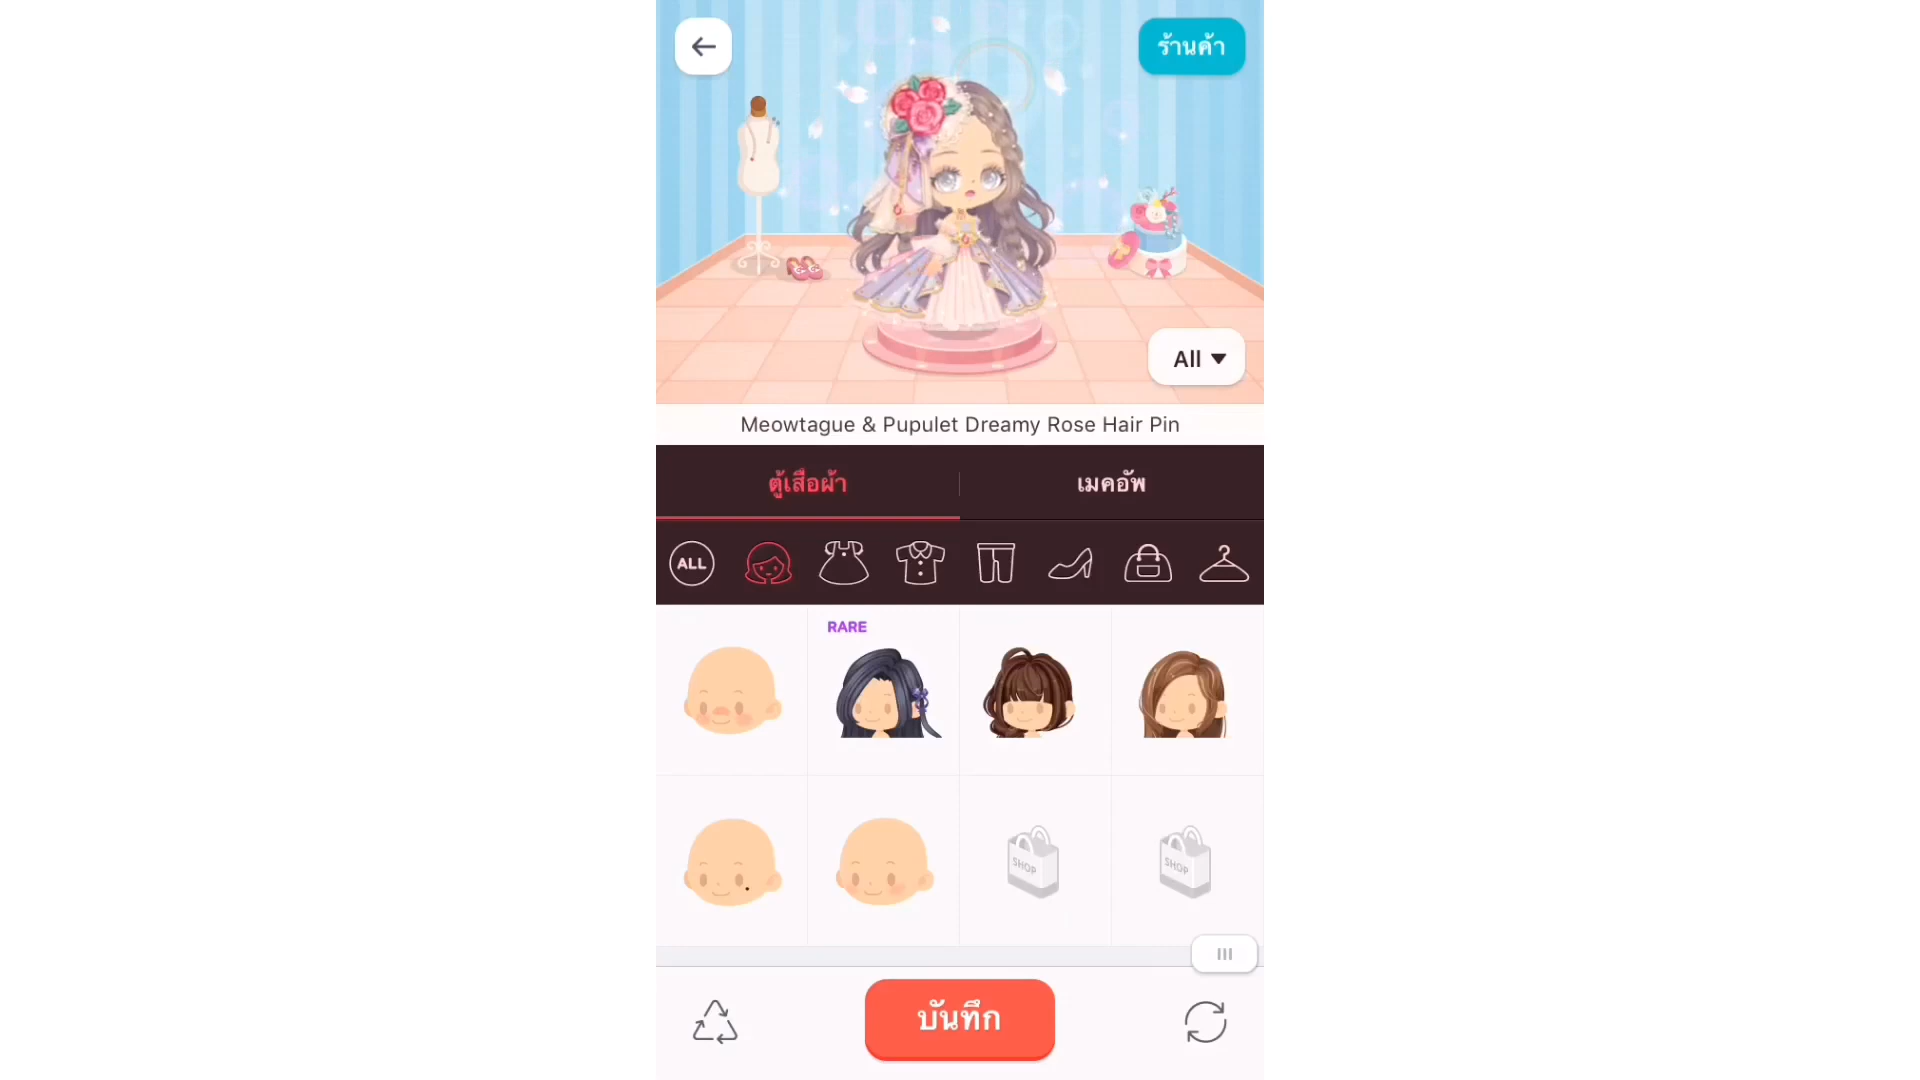 ร้านค้า
All
Meowtague & Pupulet Dreamy Rose Hair Pin
ตู้เสื้อผ้า
เมคอัพ
ALL
RARE
SHOP
SHOP
บันทึก